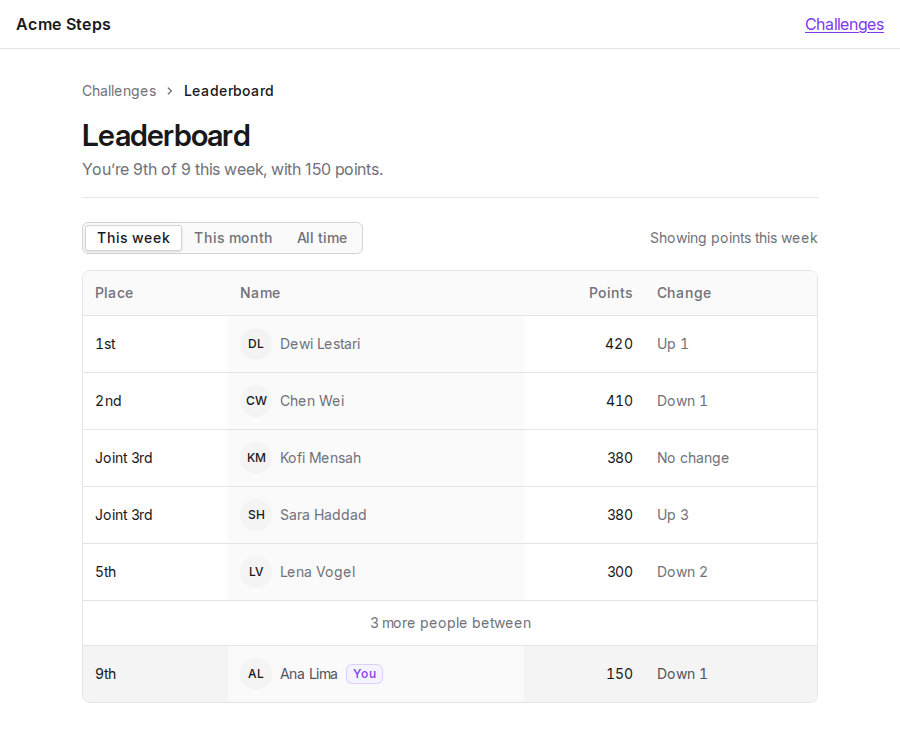 Acme Steps Challenges
Challenges › Leaderboard
Leaderboard
You're 9th of 9 this week, with 150 points.
This week This month All time Showing points this week
Place Name Points Change
1st DL Dewi Lestari 420 Up 1
2nd CW Chen Wei 410 Down 1
Joint 3rd KM Kofi Mensah 380 No change
Joint 3rd SH Sara Haddad 380 Up 3
5th LV Lena Vogel 300 Down 2
3 more people between
9th AL Ana Lima You 150 Down 1